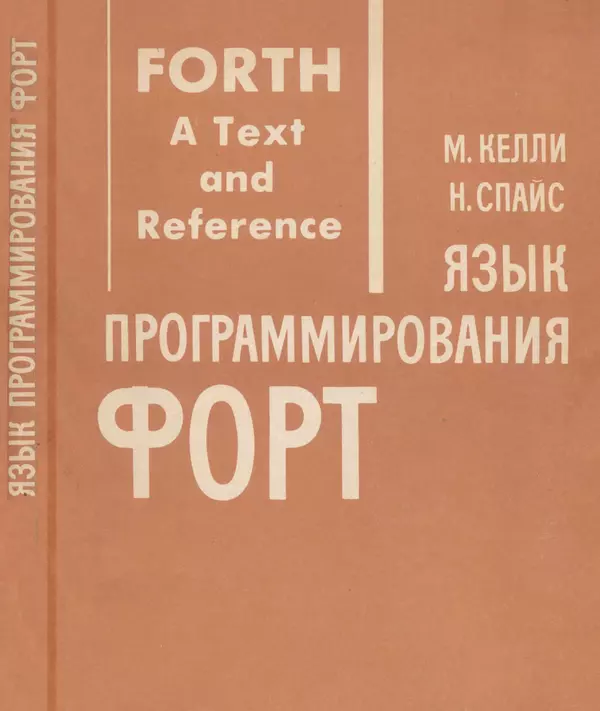 ЯЗЫК ПРОГРАММИРОВАНИЯ ФОРТ
FORTH
A Text
and
Reference
М. КЕЛЛИ
Н. СПАЙС
ЯЗЫК
ПРОГРАММИРОВАНИЯ
ФОРТ